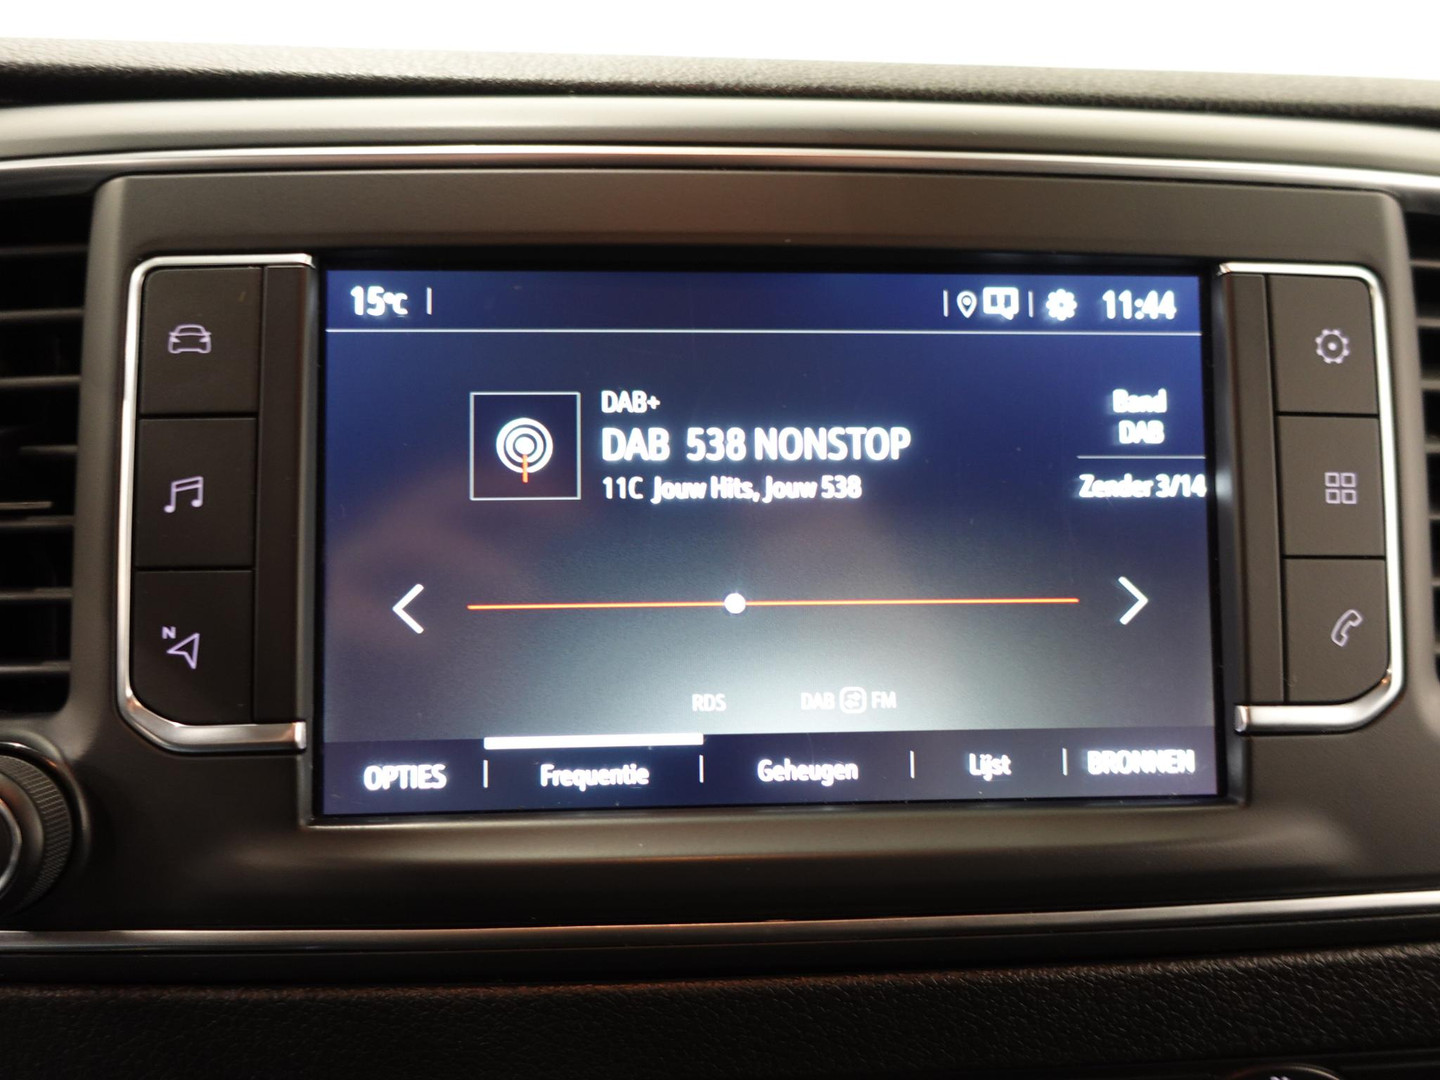 15°C
11:44
DAB+
DAB 538 NONSTOP
11C Jouw Hits, Jouw 538
Band
DAB
Zender 3/14
RDS
DAB FM
OPTIES
Frequentie
Geheugen
Lijst
BRONNEN
N